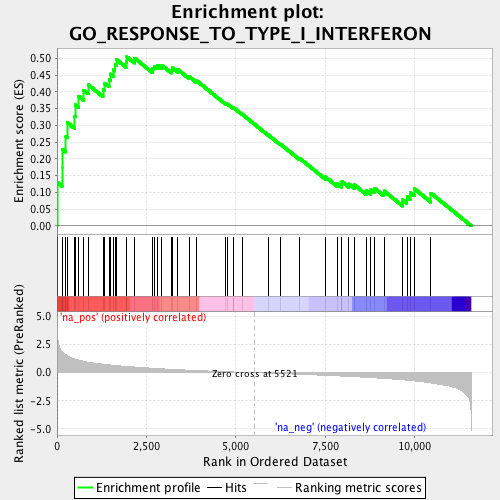 Enrichment plot:
GO_RESPONSE_TO_TYPE_I_INTERFERON
Enrichment score (ES)
0.50
0.45
0.40
0.35
0.30
0.25
0.20
0.15
0.10
0.05
0.00
Ranked list metric (PreRanked)
5.0
2.5
0.0
-2.5
-5.0
'na_pos' (positively correlated)
Zero cross at 5521
'na_neg' (negatively correlated)
0 2,500 5,000 7,500 10,000
Rank in Ordered Dataset
Enrichment profile Hits Ranking metric scores